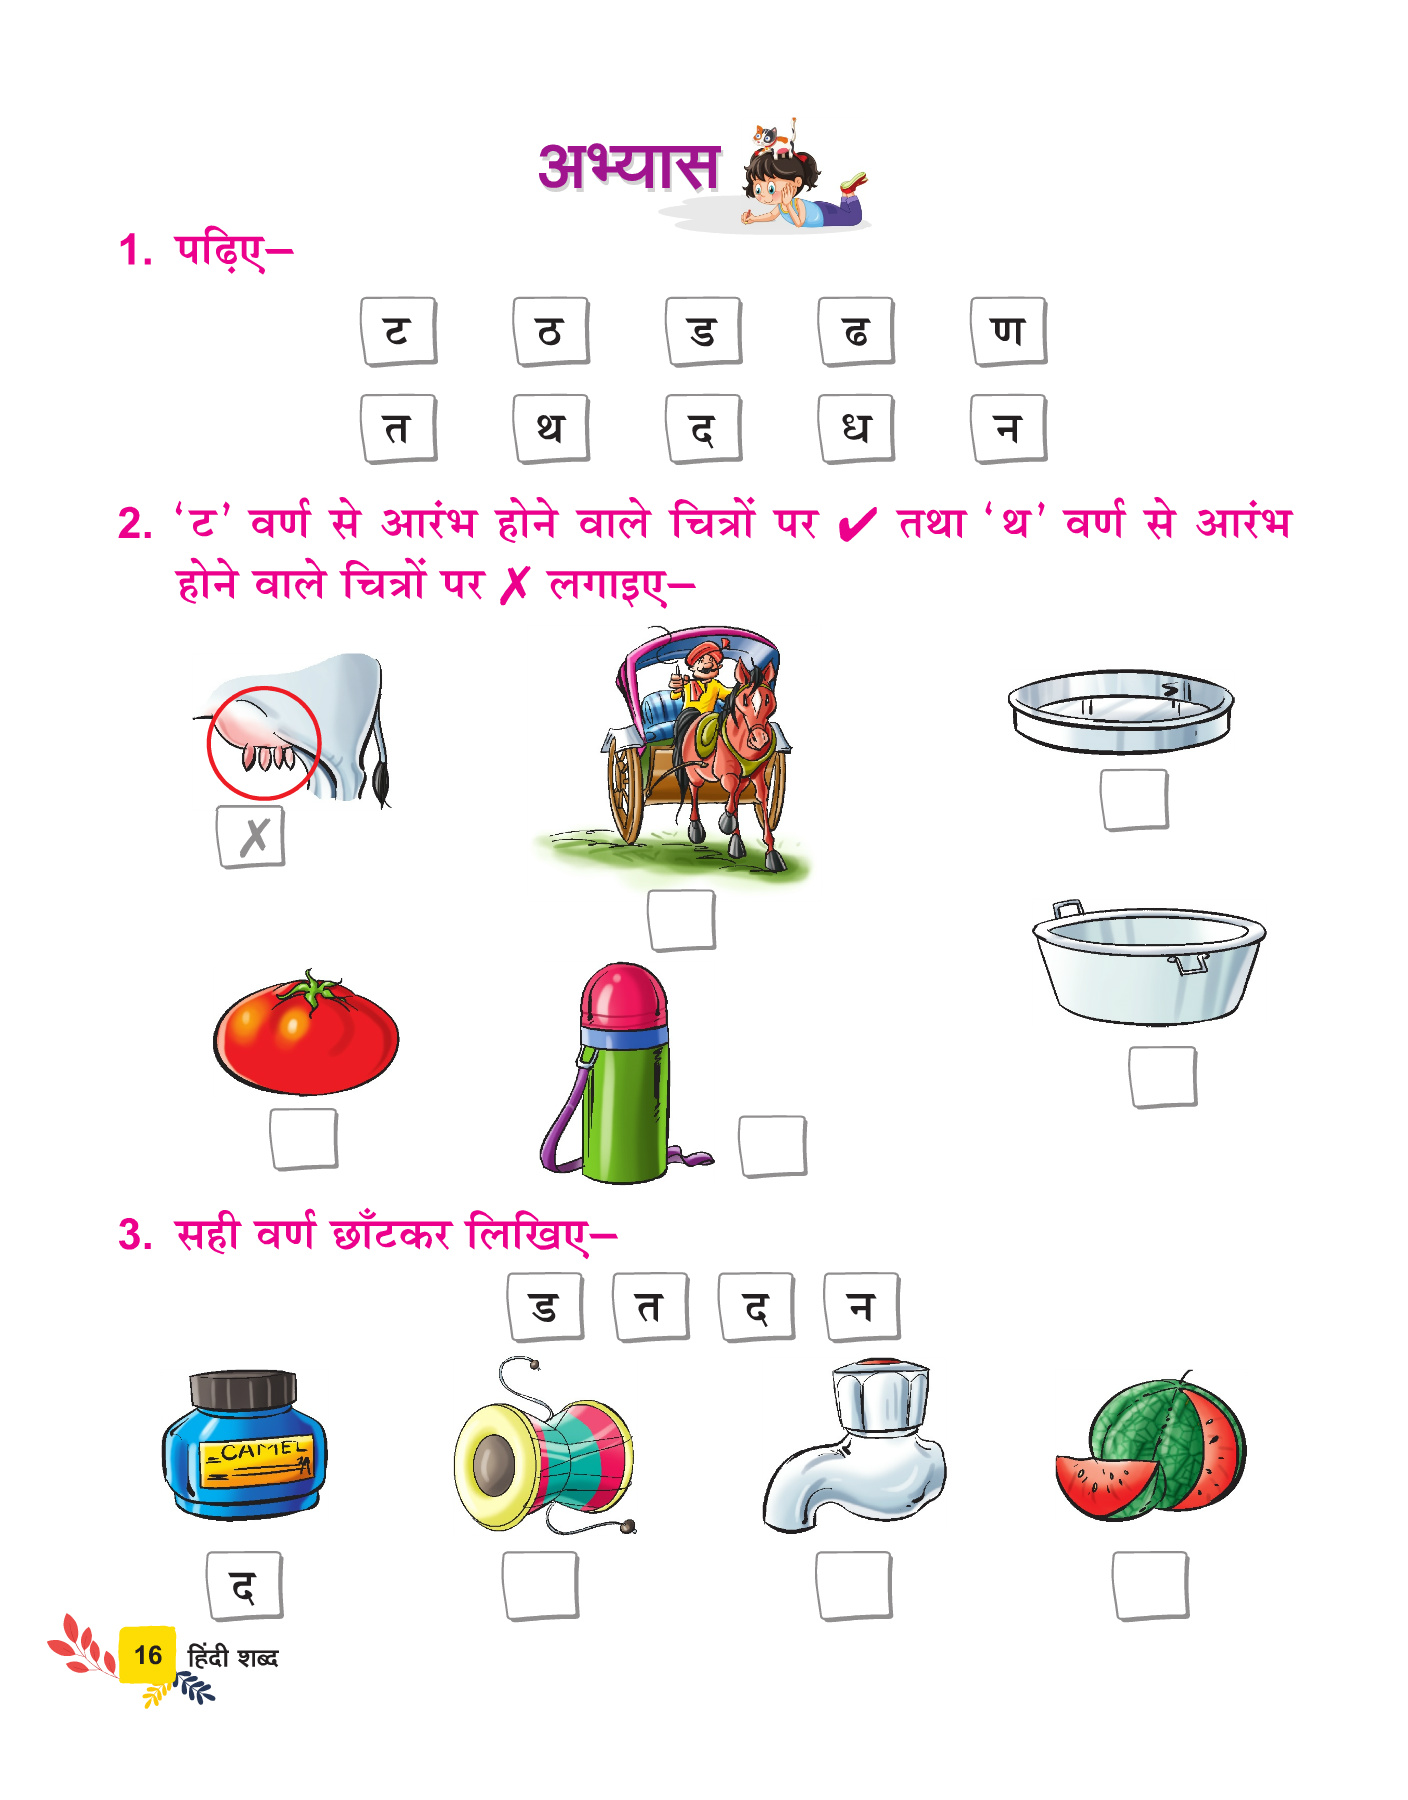 अभ्यास
1. पढ़िए–
ट ठ ड ढ ण
त थ द ध न
2. ‘ट’ वर्ण से आरंभ होने वाले चित्रों पर ✔ तथा ‘थ’ वर्ण से आरंभ
होने वाले चित्रों पर ✗ लगाइए–
✗
3. सही वर्ण छाँटकर लिखिए–
ड त द न
CAMEL
द
16 हिंदी शब्द